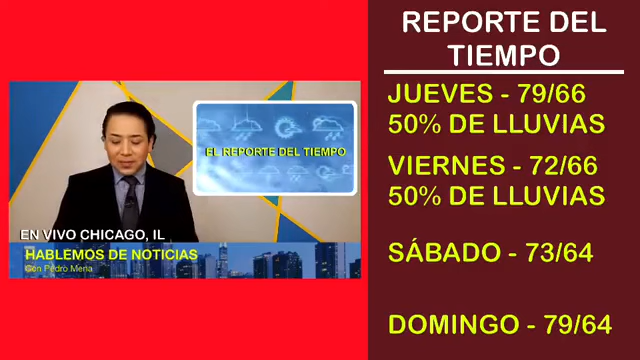 REPORTE DEL
TIEMPO
JUEVES - 79/66
50% DE LLUVIAS
VIERNES - 72/66
50% DE LLUVIAS
SÁBADO - 73/64
DOMINGO - 79/64
EL REPORTE DEL TIEMPO
EN VIVO CHICAGO, IL
HABLEMOS DE NOTICIAS
Con Pedro Mena